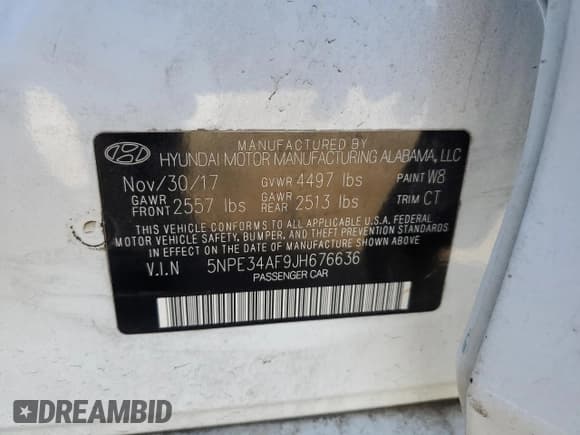 MANUFACTURED BY
HYUNDAI MOTOR MANUFACTURING ALABAMA, LLC
Nov/30/17 GVWR 4497 lbs PAINT W8
GAWR FRONT 2557 lbs GAWR REAR 2513 lbs TRIM CT
THIS VEHICLE CONFORMS TO ALL APPLICABLE U.S.A. FEDERAL
MOTOR VEHICLE SAFETY, BUMPER, AND THEFT PREVENTION STANDARDS
IN EFFECT ON THE DATE OF MANUFACTURE SHOWN ABOVE.
V.I.N 5NPE34AF9JH676636
PASSENGER CAR
DREAMBID